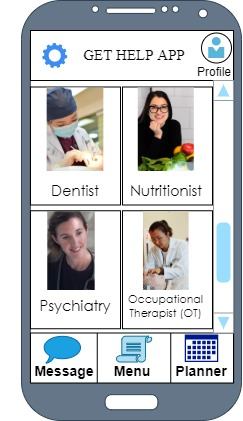 GET HELP APP
Profile
Dentist
Nutritionist
Psychiatry
Occupational
Therapist (OT)
Message
Menu
Planner